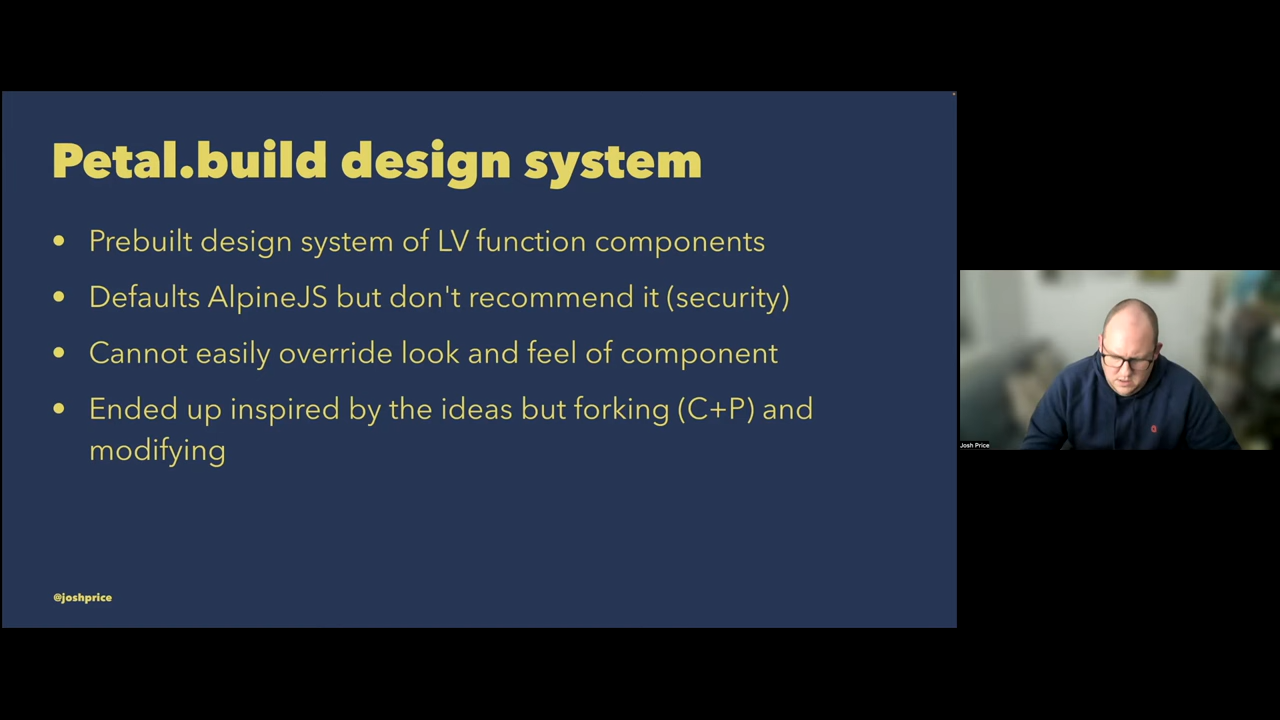 Petal.build design system
• Prebuilt design system of LV function components
• Defaults AlpineJS but don't recommend it (security)
• Cannot easily override look and feel of component
• Ended up inspired by the ideas but forking (C+P) and
modifying
@joshprice
Josh Price